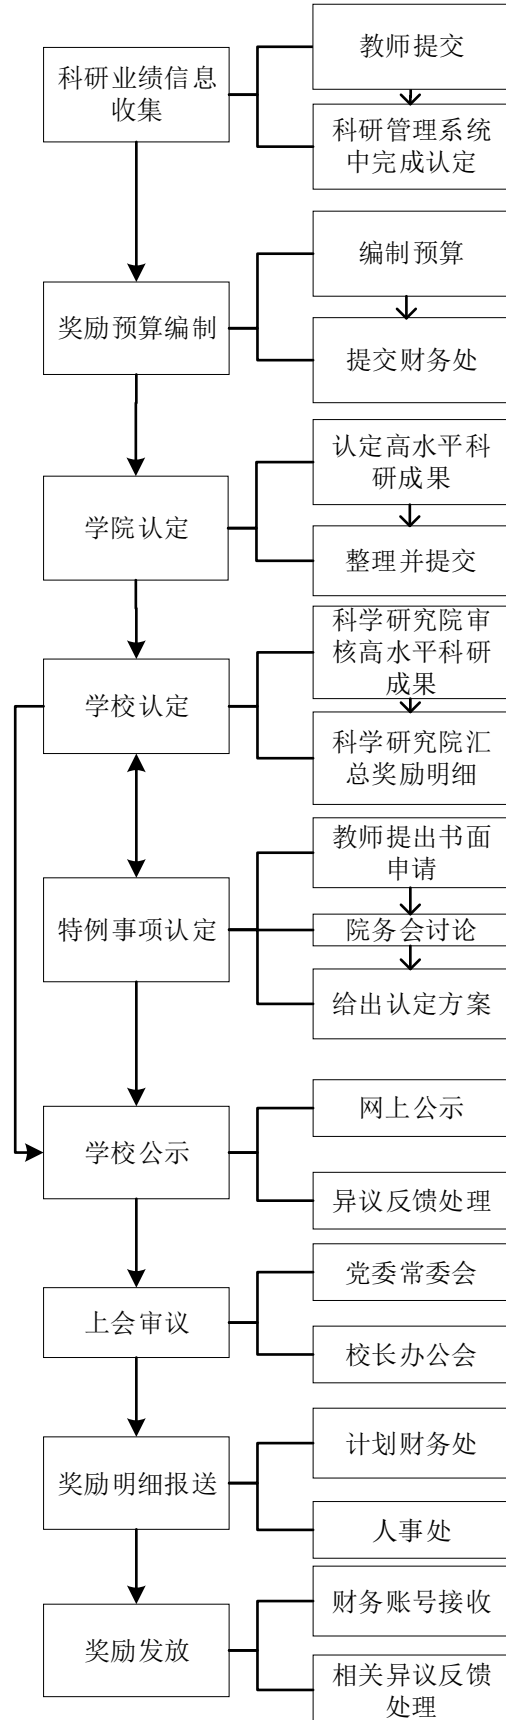 教师提交
科研业绩信息
收集
科研管理系统
中完成认定
编制预算
奖励预算编制
提交财务处
认定高水平科
研成果
学院认定
整理并提交
科学研究院审
核高水平科研
成果
学校认定
科学研究院汇
总奖励明细
教师提出书面
申请
特例事项认定
院务会讨论
给出认定方案
网上公示
学校公示
异议反馈处理
党委常委会
上会审议
校长办公会
计划财务处
奖励明细报送
人事处
财务账号接收
奖励发放
相关异议反馈
处理